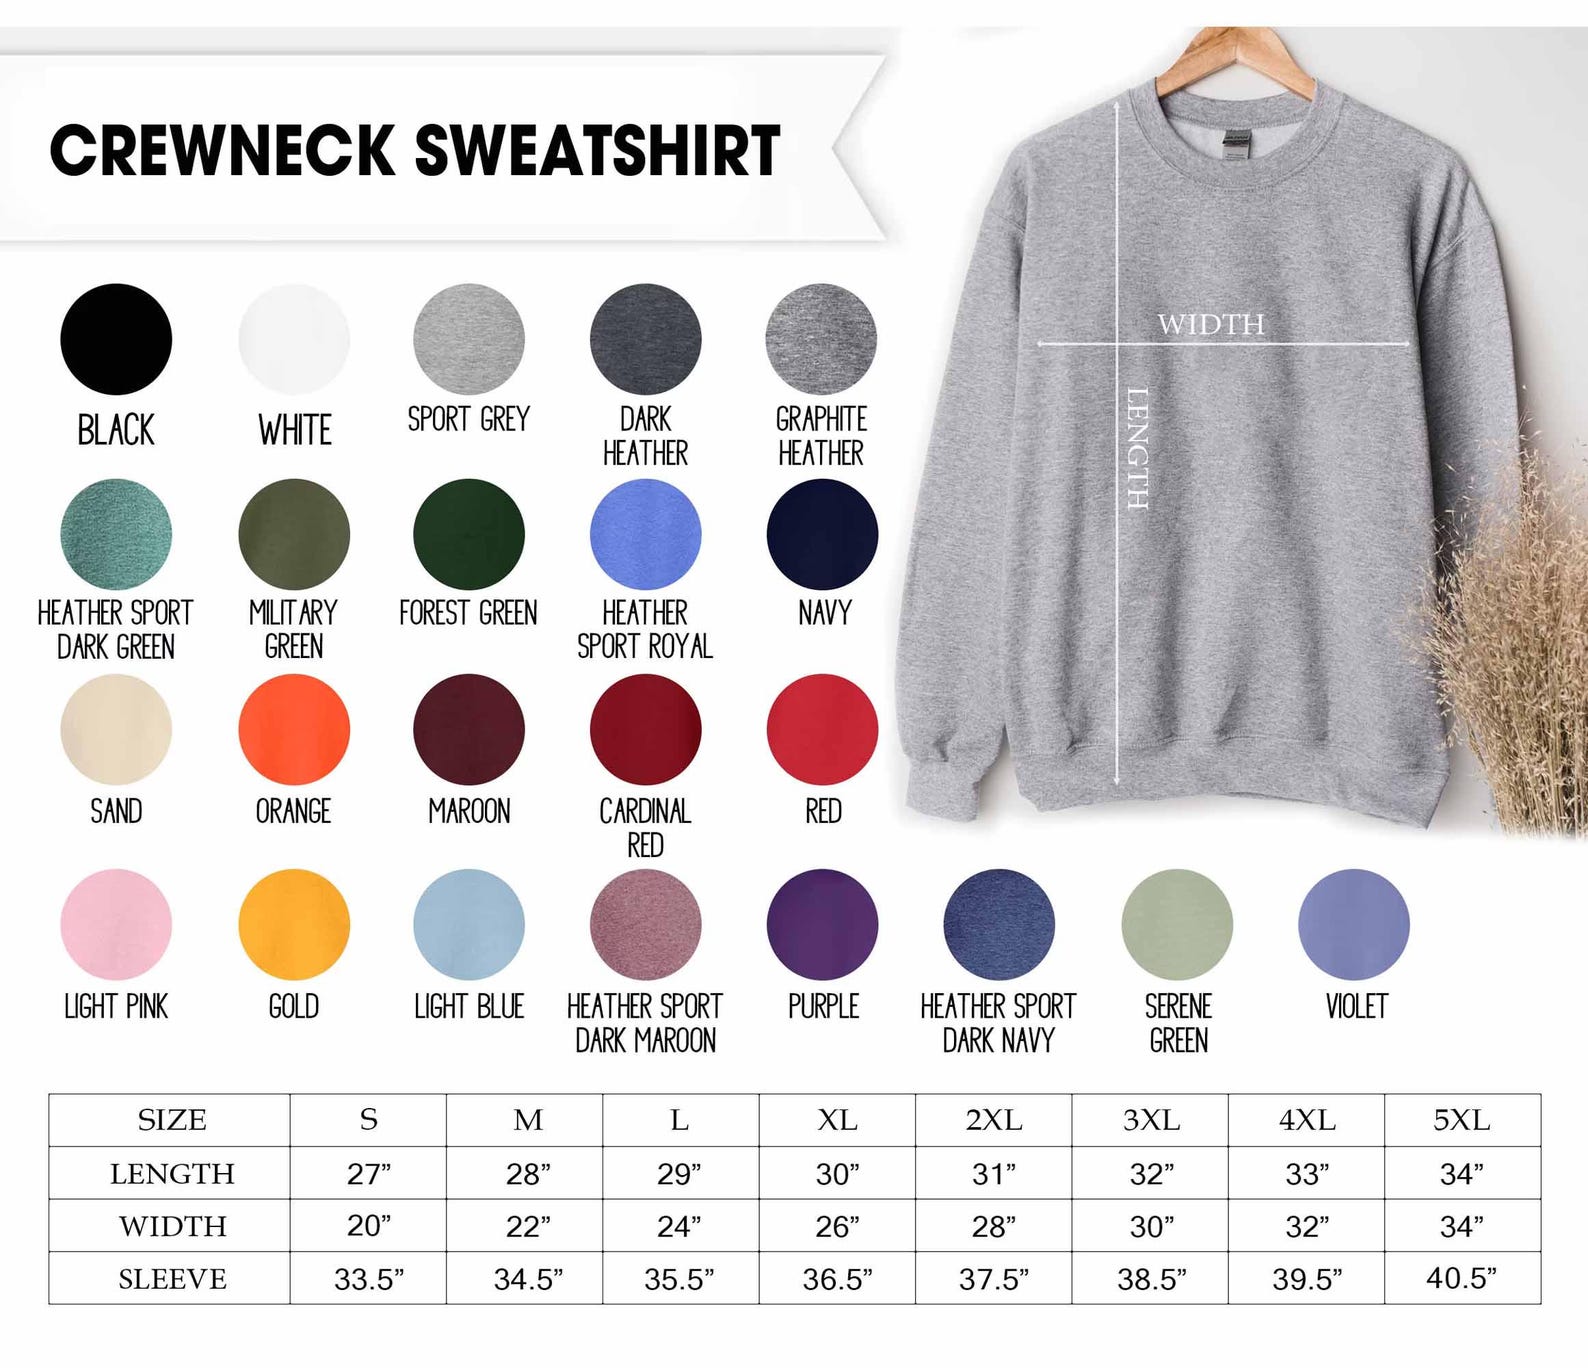 CREWNECK SWEATSHIRT
WIDTH
LENGTH
BLACK
WHITE
SPORT GREY
DARK
HEATHER
GRAPHITE
HEATHER
HEATHER SPORT
DARK GREEN
MILITARY
GREEN
FOREST GREEN
HEATHER
SPORT ROYAL
NAVY
SAND
ORANGE
MAROON
CARDINAL
RED
RED
LIGHT PINK
GOLD
LIGHT BLUE
HEATHER SPORT
DARK MAROON
PURPLE
HEATHER SPORT
DARK NAVY
SERENE
GREEN
VIOLET
SIZE S M L XL 2XL 3XL 4XL 5XL
LENGTH 27” 28” 29” 30” 31” 32” 33” 34”
WIDTH 20” 22” 24” 26” 28” 30” 32” 34”
SLEEVE 33.5” 34.5” 35.5” 36.5” 37.5” 38.5” 39.5” 40.5”